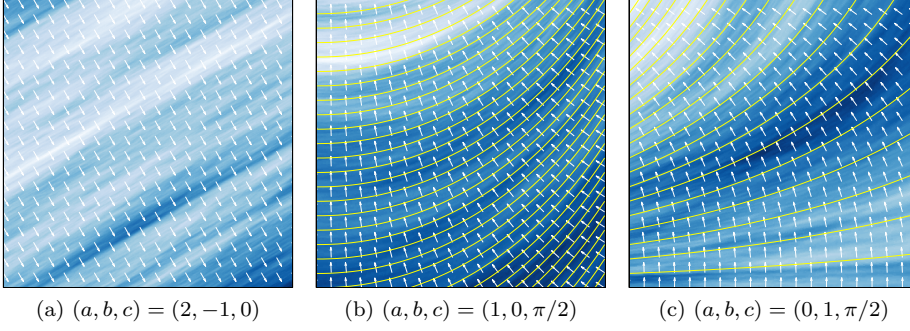 (a) (a, b, c) = (2, −1, 0)
(b) (a, b, c) = (1, 0, π/2)
(c) (a, b, c) = (0, 1, π/2)